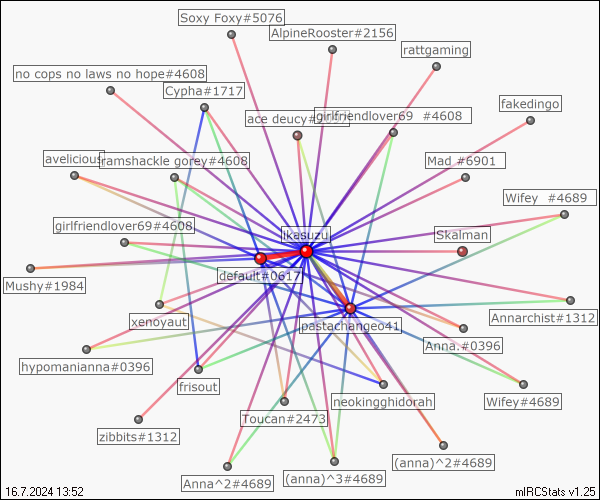 Soxy Foxy#5076
AlpineRooster#2156
rattgaming
no cops no laws no hope#4608
Cypha#1717
fakedingo
ace deucy#
girlfriendlover69 #4608
avelicious
ramshackle gorey#4608
Mad #6901
Wifey #4689
girlfriendlover69#4608
ikasuzu
Skalman
default#0617
Mushy#1984
Annarchist#1312
xenoyaut
pastachangeo41
Anna.#0396
hypomanianna#0396
frisout
neokingghidorah
Wifey#4689
Toucan#2473
zibbits#1312
(anna)^2#4689
Anna^2#4689
(anna)^3#4689
16.7.2024 13:52
mIRCStats v1.25